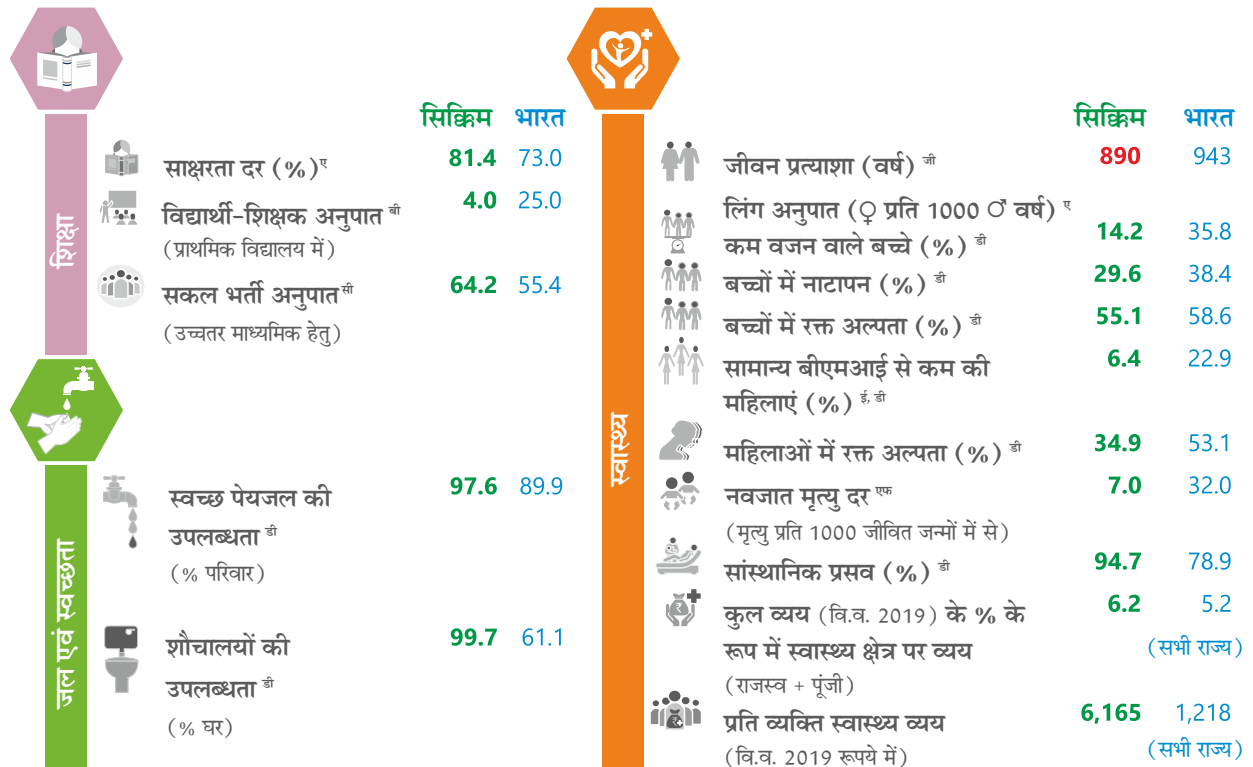 सिक्किम भारत
साक्षरता दर (%)ए 81.4 73.0
विद्यार्थी-शिक्षक अनुपात बी 4.0 25.0
(प्राथमिक विद्यालय में)
सकल भर्ती अनुपात सी 64.2 55.4
(उच्चतर माध्यमिक हेतु)
शिक्षा
स्वच्छ पेयजल की 97.6 89.9
उपलब्धता डी
(% परिवार)
शौचालयों की 99.7 61.1
उपलब्धता डी
(% घर)
जल एवं स्वच्छता
सिक्किम भारत
जीवन प्रत्याशा (वर्ष) जी 890 943
लिंग अनुपात (♀ प्रति 1000 ♂ वर्ष) ए
कम वजन वाले बच्चे (%) डी 14.2 35.8
बच्चों में नाटापन (%) डी 29.6 38.4
बच्चों में रक्त अल्पता (%) डी 55.1 58.6
सामान्य बीएमआई से कम की 6.4 22.9
महिलाएं (%) ई, डी
महिलाओं में रक्त अल्पता (%) डी 34.9 53.1
नवजात मृत्यु दर एफ 7.0 32.0
(मृत्यु प्रति 1000 जीवित जन्मों में से)
सांस्थानिक प्रसव (%) डी 94.7 78.9
कुल व्यय (वि.व. 2019) के % के 6.2 5.2
रूप में स्वास्थ्य क्षेत्र पर व्यय (सभी राज्य)
(राजस्व + पूंजी)
प्रति व्यक्ति स्वास्थ्य व्यय 6,165 1,218
(वि.व. 2019 रूपये में) (सभी राज्य)
स्वास्थ्य